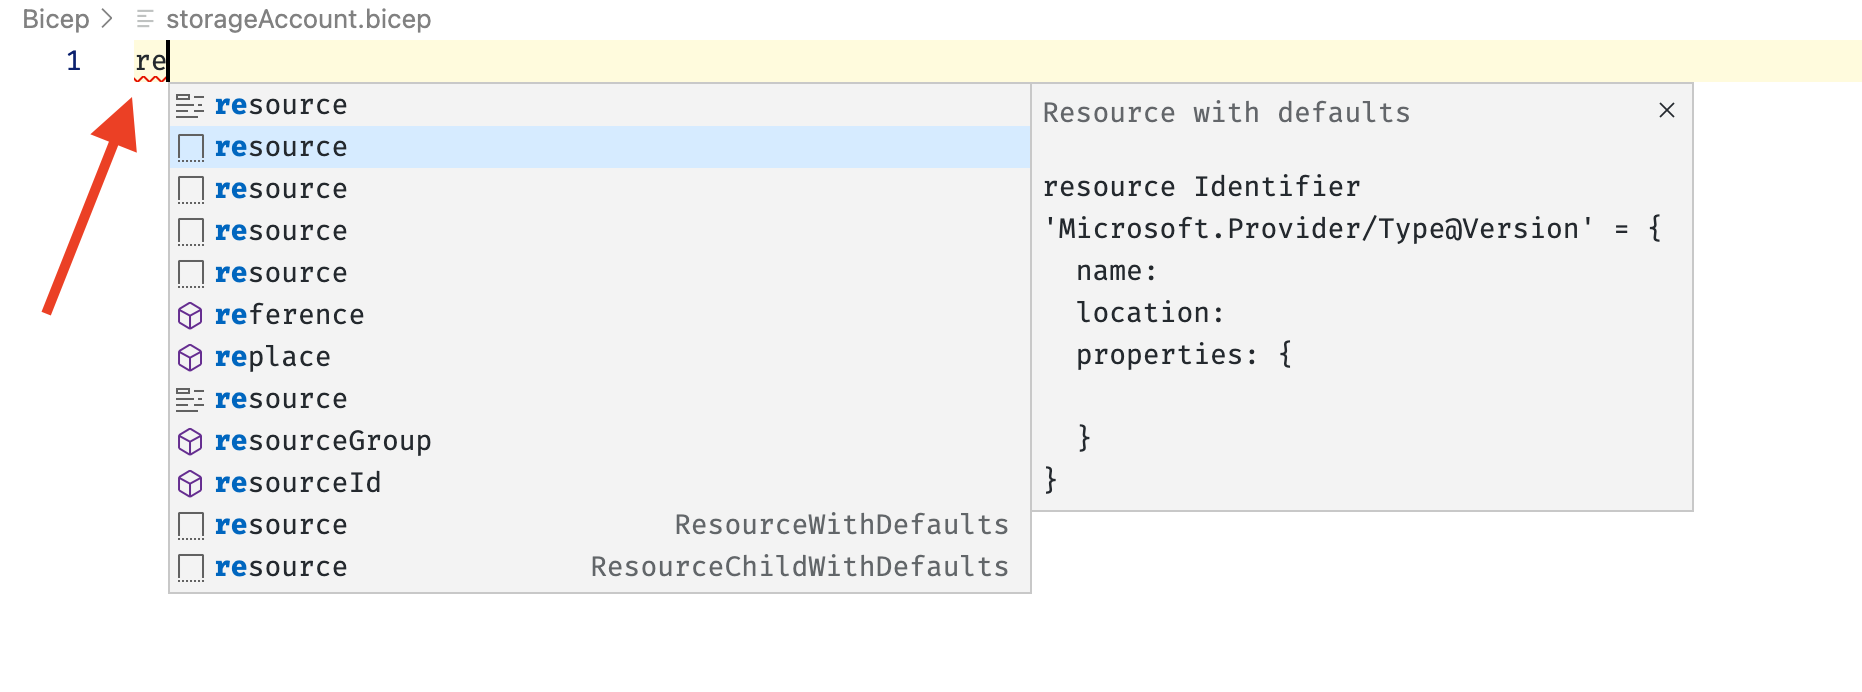 Bicep > storageAccount.bicep
1 re
resource
resource
resource
resource
resource
reference
replace
resource
resourceGroup
resourceId
resource ResourceWithDefaults
resource ResourceChildWithDefaults
Resource with defaults
resource Identifier
'Microsoft.Provider/Type@Version' = {
  name:
  location:
  properties: {
  }
}